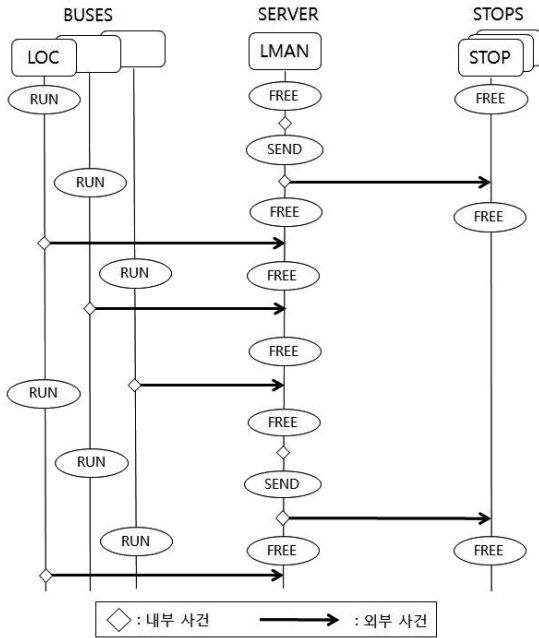 BUSES SERVER STOPS
LOC LMAN STOP
RUN FREE FREE
SEND
RUN
FREE FREE
RUN FREE
FREE
RUN
FREE
RUN
SEND
RUN
FREE FREE
: 내부 사건 : 외부 사건